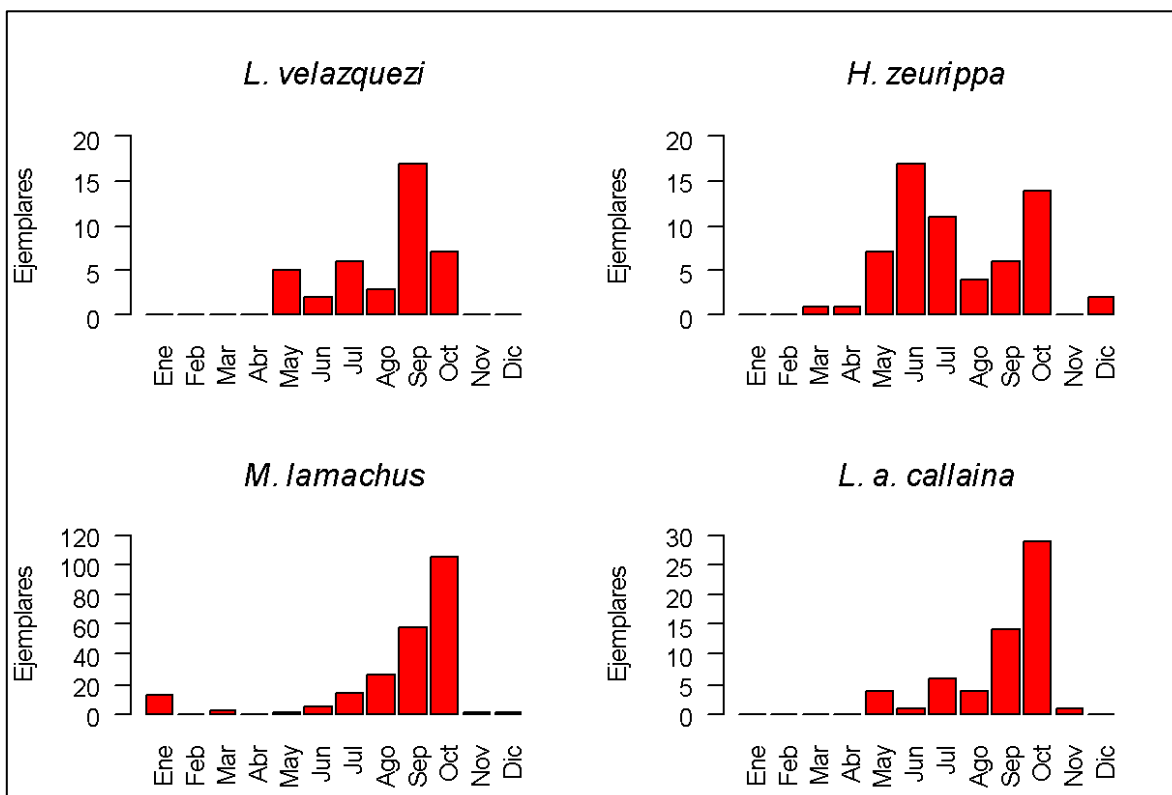 L. velazquezi
Ejemplares
20
15
10
5
0
Ene Feb Mar Abr May Jun Jul Ago Sep Oct Nov Dic
H. zeurippa
Ejemplares
20
15
10
5
0
Ene Feb Mar Abr May Jun Jul Ago Sep Oct Nov Dic
M. lamachus
Ejemplares
120
100
80
60
40
20
0
Ene Feb Mar Abr May Jun Jul Ago Sep Oct Nov Dic
L. a. callaina
Ejemplares
30
25
20
15
10
5
0
Ene Feb Mar Abr May Jun Jul Ago Sep Oct Nov Dic